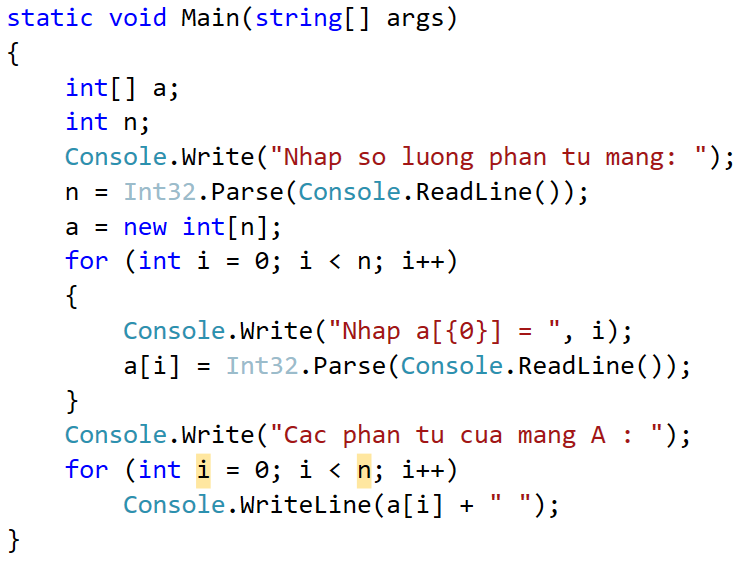 static void Main(string[] args)
{
    int[] a;
    int n;
    Console.Write("Nhap so luong phan tu mang: ");
    n = Int32.Parse(Console.ReadLine());
    a = new int[n];
    for (int i = 0; i < n; i++)
    {
        Console.Write("Nhap a[{0}] = ", i);
        a[i] = Int32.Parse(Console.ReadLine());
    }
    Console.Write("Cac phan tu cua mang A : ");
    for (int i = 0; i < n; i++)
        Console.WriteLine(a[i] + " ");
}